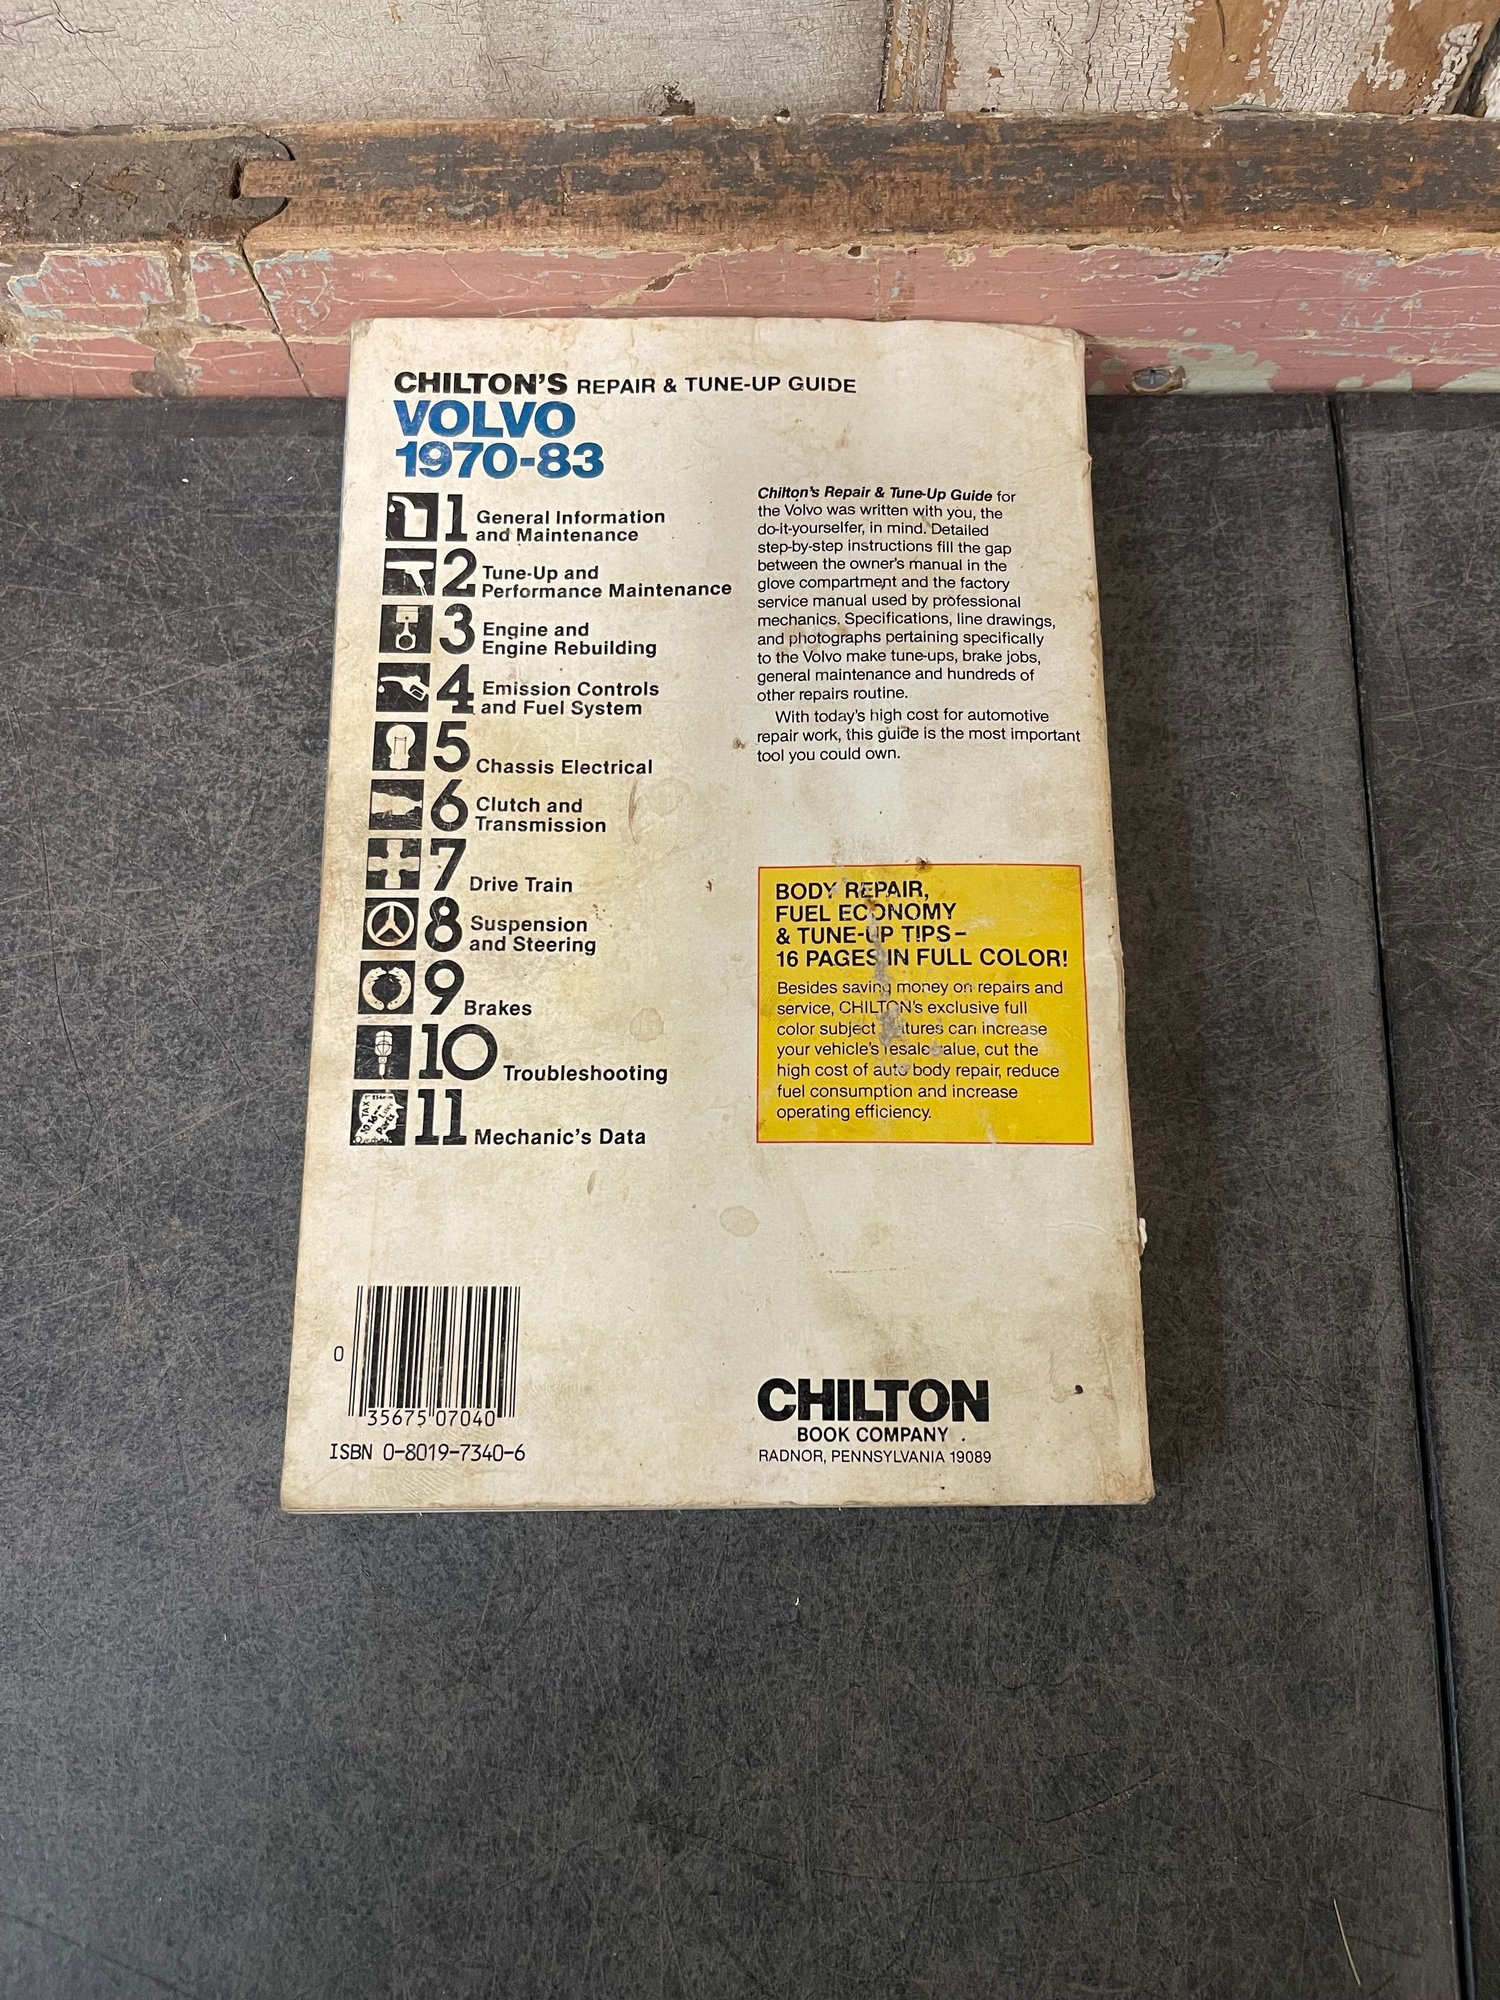 CHILTON'S REPAIR & TUNE-UP GUIDE
VOLVO
1970-83
1 General Information
and Maintenance
2 Tune-Up and
Performance Maintenance
3 Engine and
Engine Rebuilding
4 Emission Controls
and Fuel System
5 Chassis Electrical
6 Clutch and
Transmission
7 Drive Train
8 Suspension
and Steering
9 Brakes
10 Troubleshooting
11 Mechanic's Data
Chilton's Repair & Tune-Up Guide for
the Volvo was written with you, the
do-it-yourselfer, in mind. Detailed
step-by-step instructions fill the gap
between the owner's manual in the
glove compartment and the factory
service manual used by professional
mechanics. Specifications, line drawings,
and photographs pertaining specifically
to the Volvo make tune-ups, brake jobs,
general maintenance and hundreds of
other repairs routine.
With today's high cost for automotive
repair work, this guide is the most important
tool you could own.
BODY REPAIR,
FUEL ECONOMY
& TUNE-UP TIPS–
16 PAGES IN FULL COLOR!
Besides saving money on repairs and
service, CHILTON's exclusive full
color subject features can increase
your vehicle's resale value, cut the
high cost of auto body repair, reduce
fuel consumption and increase
operating efficiency.
0
35675 07040
ISBN 0-8019-7340-6
CHILTON
BOOK COMPANY
RADNOR, PENNSYLVANIA 19089